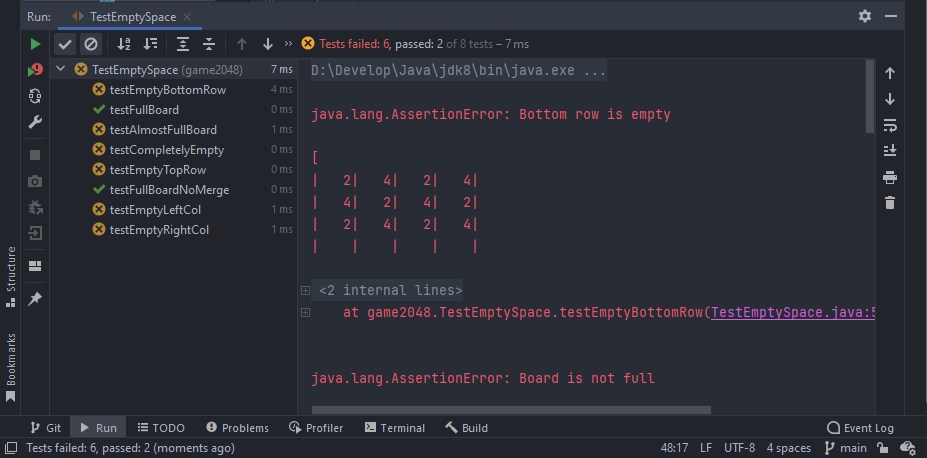 Run: TestEmptySpace
Tests failed: 6, passed: 2 of 8 tests – 7 ms
TestEmptySpace (game2048) 7 ms
testEmptyBottomRow 4 ms
testFullBoard 0 ms
testAlmostFullBoard 1 ms
testCompletelyEmpty 0 ms
testEmptyTopRow 0 ms
testFullBoardNoMerge 0 ms
testEmptyLeftCol 1 ms
testEmptyRightCol 1 ms
D:\Develop\Java\jdk8\bin\java.exe ...
java.lang.AssertionError: Bottom row is empty
[
|   2|   4|   2|   4|
|   4|   2|   4|   2|
|   2|   4|   2|   4|
|    |    |    |    |
<2 internal lines>
at game2048.TestEmptySpace.testEmptyBottomRow(TestEmptySpace.java:5
java.lang.AssertionError: Board is not full
Structure
Bookmarks
Git Run TODO Problems Profiler Terminal Build Event Log
Tests failed: 6, passed: 2 (moments ago) 48:17 LF UTF-8 4 spaces main